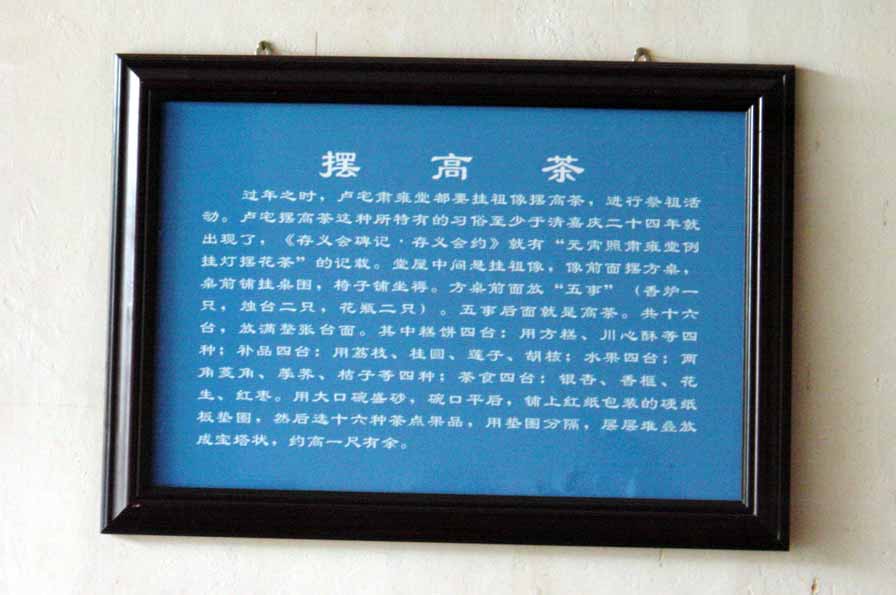 摆高茶
过年之时，卢宅肃雍堂都要挂祖像摆高茶，进行祭祖活
动。卢宅摆高茶这种所特有的习俗至少于清嘉庆二十四年就
出现了，《存义会碑记·存义会约》就有“元宵照肃雍堂例
挂灯摆花茶”的记载。堂屋中间是挂祖像，像前面摆方桌，
桌前铺挂桌围，椅子铺坐褥。方桌前面放“五事”（香炉一
只，烛台二只，花瓶二只）。五事后面就是高茶。共十六
台，放满整张台面。其中糕饼四台：用方糕、川心酥等四
种；补品四台：用荔枝、桂圆、莲子、胡核；水果四台：两
角菱角、荸荠、桔子等四种；茶食四台：银杏、香榧、花
生、红枣。用大口碗盛砂，碗口平后，铺上红纸包装的硬纸
板垫围，然后选十六种茶点果品，用垫围分隔，层层堆叠放
成宝塔状，约高一尺有余。